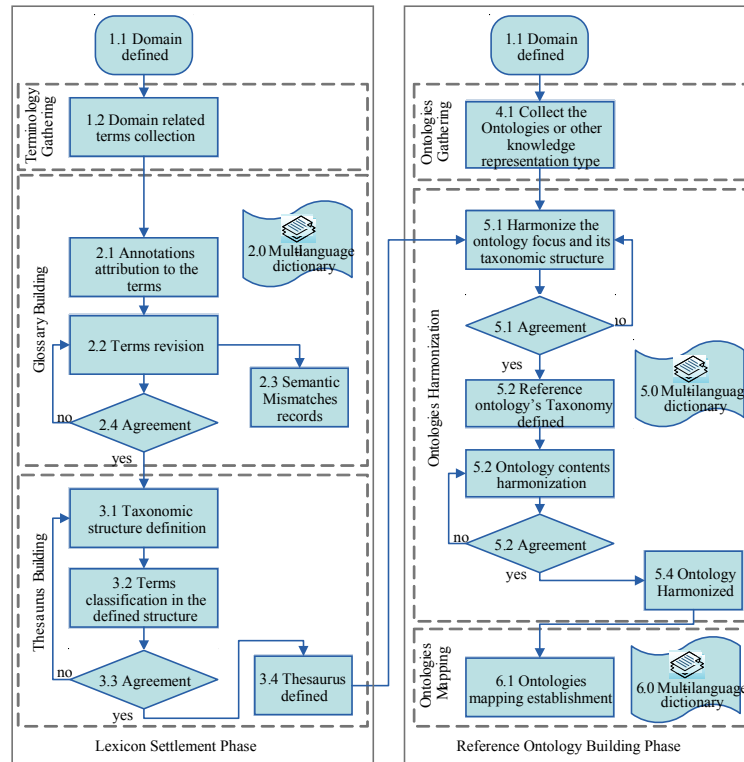 1.1 Domain
defined
Terminology
Gathering
1.2 Domain related
terms collection
Glossary Building
2.0 Multilanguage
dictionary
2.1 Annotations
attribution to the
terms
2.2 Terms revision
2.3 Semantic
Mismatches
records
2.4 Agreement
no
yes
Thesaurus Building
3.1 Taxonomic
structure definition
3.2 Terms
classification in the
defined structure
3.3 Agreement
no
yes
3.4 Thesaurus
defined
Lexicon Settlement Phase
1.1 Domain
defined
Ontologies
Gathering
4.1 Collect the
Ontologies or other
knowledge
representation type
Ontologies Harmonization
5.1 Harmonize the
ontology focus and its
taxonomic structure
5.1 Agreement
no
yes
5.0 Multilanguage
dictionary
5.2 Reference
ontology’s Taxonomy
defined
5.2 Ontology contents
harmonization
5.2 Agreement
no
yes
5.4 Ontology
Harmonized
Ontologies
Mapping
6.1 Ontologies
mapping establishment
6.0 Multilanguage
dictionary
Reference Ontology Building Phase